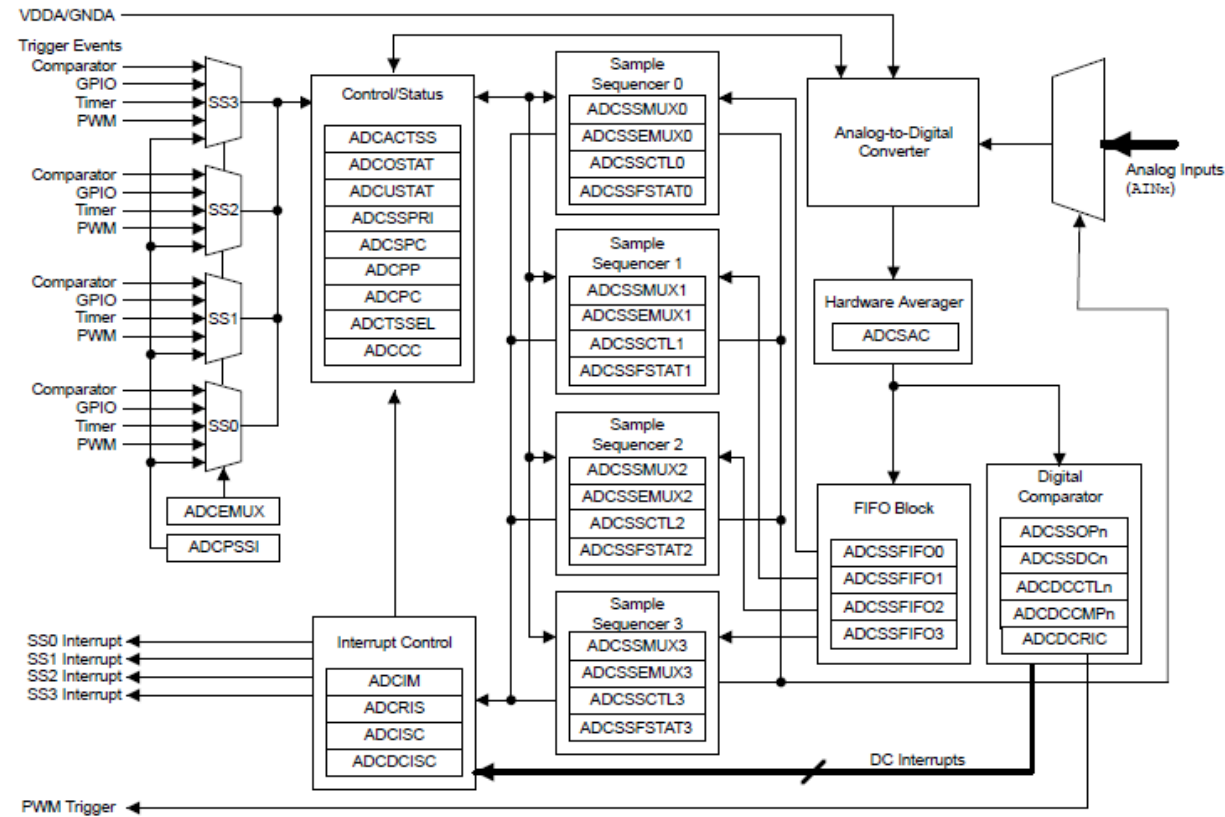 VDDA/GNDA
Trigger Events
Comparator
GPIO
Timer
PWM
SS3
Comparator
GPIO
Timer
PWM
SS2
Comparator
GPIO
Timer
PWM
SS1
Comparator
GPIO
Timer
PWM
SS0
ADCEMUX
ADCPSSI
Control/Status
ADCACTSS
ADCOSTAT
ADCUSTAT
ADCSSPRI
ADCSPC
ADCPP
ADCPC
ADCTSSEL
ADCCC
Interrupt Control
ADCIM
ADCRIS
ADCISC
ADCDCISC
SS0 Interrupt
SS1 Interrupt
SS2 Interrupt
SS3 Interrupt
PWM Trigger
Sample
Sequencer 0
ADCSSMUX0
ADCSSEMUX0
ADCSSCTL0
ADCSSFSTAT0
Sample
Sequencer 1
ADCSSMUX1
ADCSSEMUX1
ADCSSCTL1
ADCSSFSTAT1
Sample
Sequencer 2
ADCSSMUX2
ADCSSEMUX2
ADCSSCTL2
ADCSSFSTAT2
Sample
Sequencer 3
ADCSSMUX3
ADCSSEMUX3
ADCSSCTL3
ADCSSFSTAT3
Analog-to-Digital
Converter
Analog Inputs
(AINx)
Hardware Averager
ADCSAC
FIFO Block
ADCSSFIFO0
ADCSSFIFO1
ADCSSFIFO2
ADCSSFIFO3
Digital
Comparator
ADCSSOPn
ADCSSDCn
ADCDCCTLn
ADCDCCMPn
ADCDCRIC
DC Interrupts